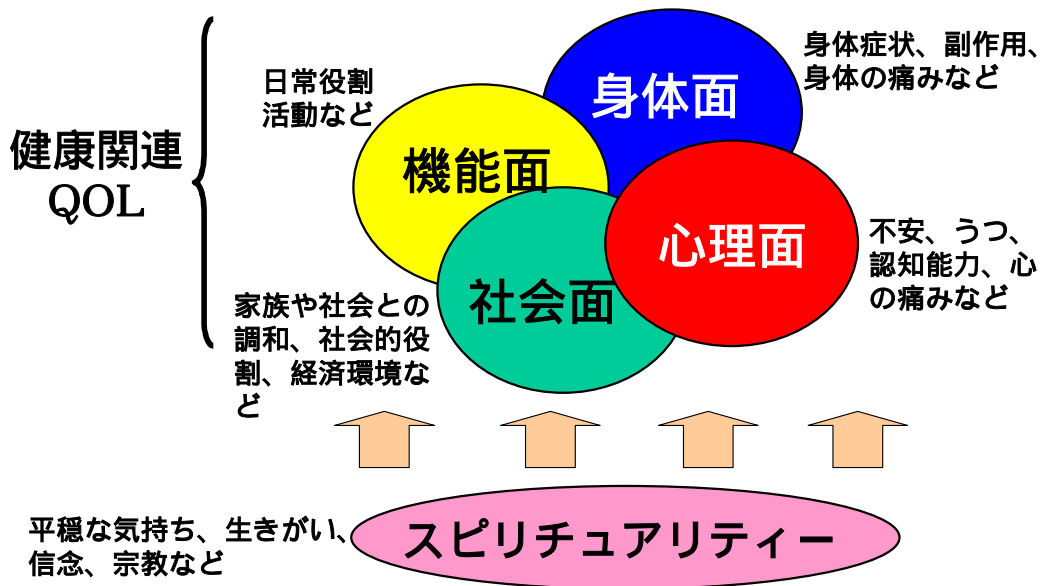 健康関連
QOL
日常役割
活動など
機能面
身体面
身体症状、副作用、
身体の痛みなど
心理面
不安、うつ、
認知能力、心
の痛みなど
社会面
家族や社会との
調和、社会的役
割、経済環境な
ど
平穏な気持ち、生きがい、
信念、宗教など
スピリチュアリティー